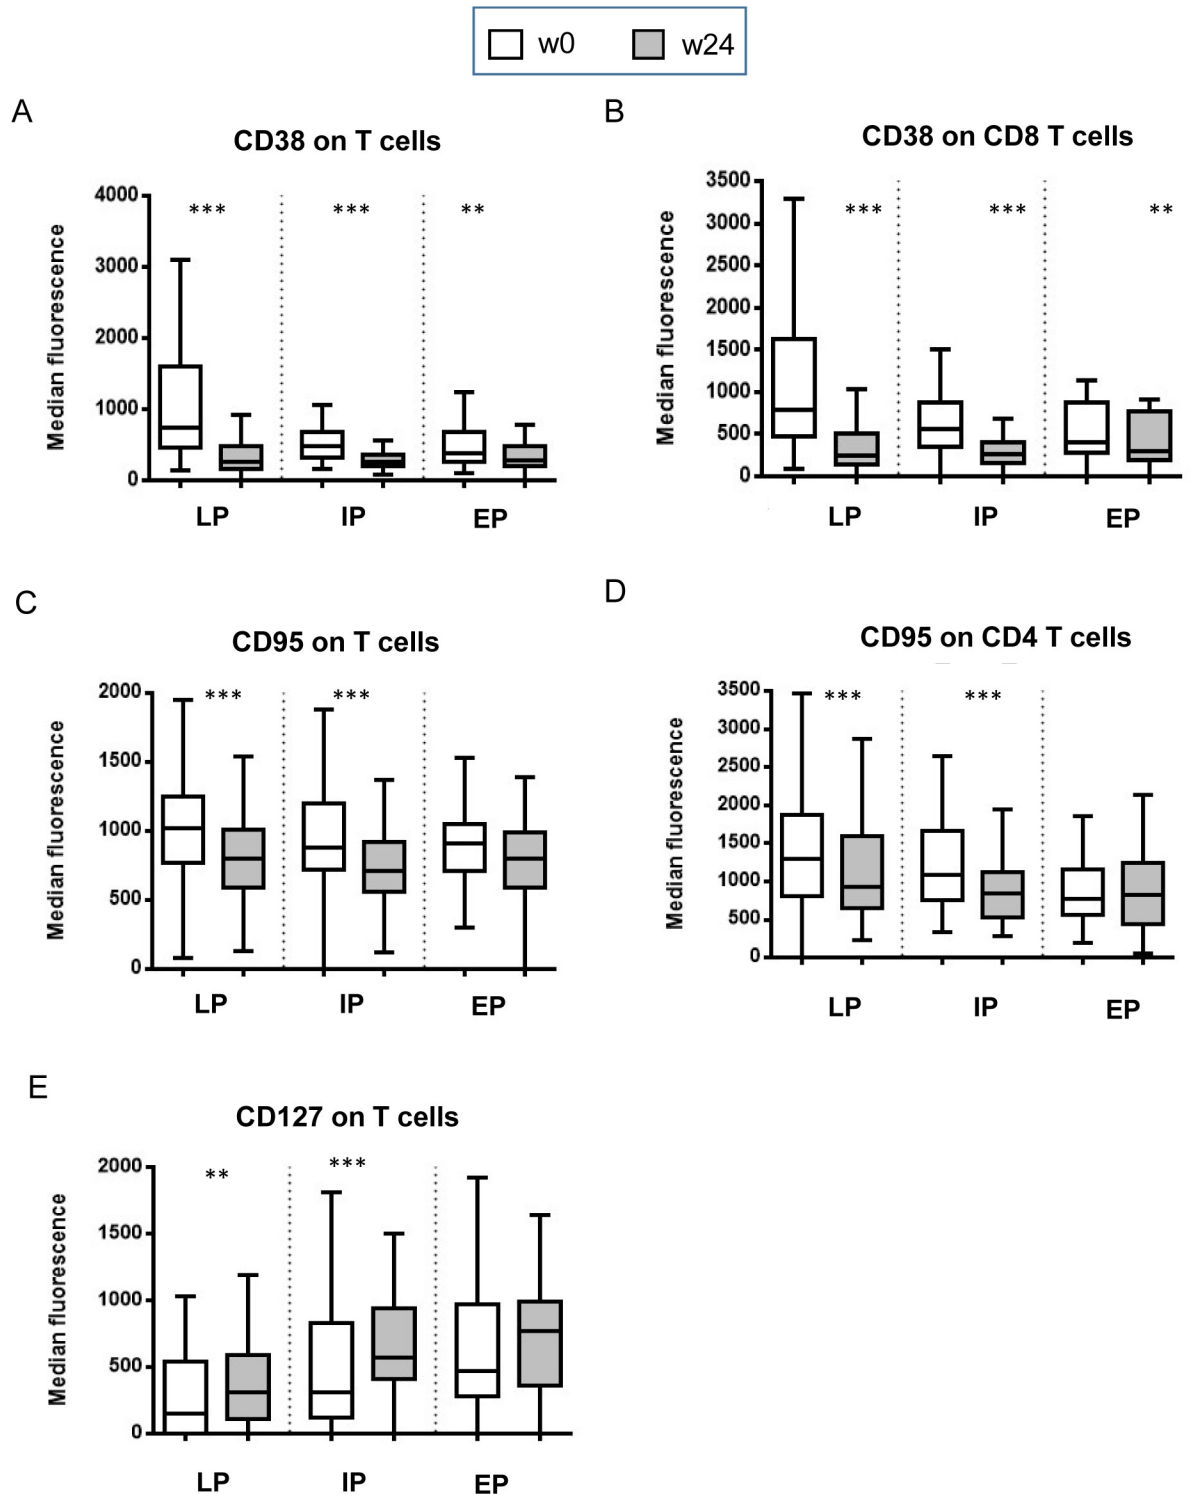 w0 w24
A
CD38 on T cells
Median fluorescence
4000
3000
2000
1000
0
*** *** **
LP IP EP
B
CD38 on CD8 T cells
Median fluorescence
3500
3000
2500
2000
1500
1000
500
0
*** *** **
LP IP EP
C
CD95 on T cells
Median fluorescence
2000
1500
1000
500
0
*** ***
LP IP EP
D
CD95 on CD4 T cells
Median fluorescence
3500
3000
2500
2000
1500
1000
500
0
*** ***
LP IP EP
E
CD127 on T cells
Median fluorescence
2000
1500
1000
500
0
** ***
LP IP EP